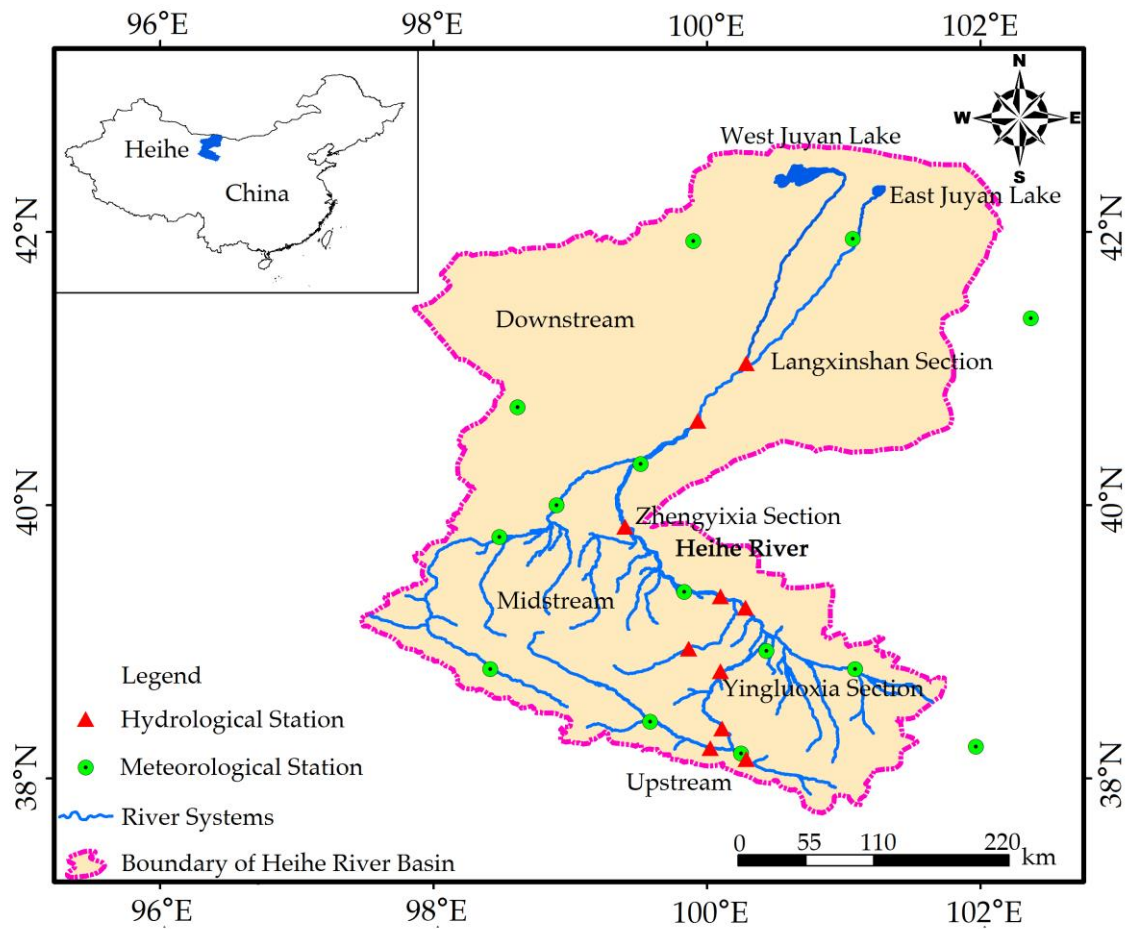 96°E 98°E 100°E 102°E
N
W E
S
Heihe
China
West Juyan Lake
East Juyan Lake
42°N 42°N
Downstream
Langxinshan Section
40°N 40°N
Zhengyixia Section
Heihe River
Midstream
Yingluoxia Section
Legend
Hydrological Station
Meteorological Station
38°N 38°N
Upstream
River Systems
Boundary of Heihe River Basin
0 55 110 220
km
96°E 98°E 100°E 102°E